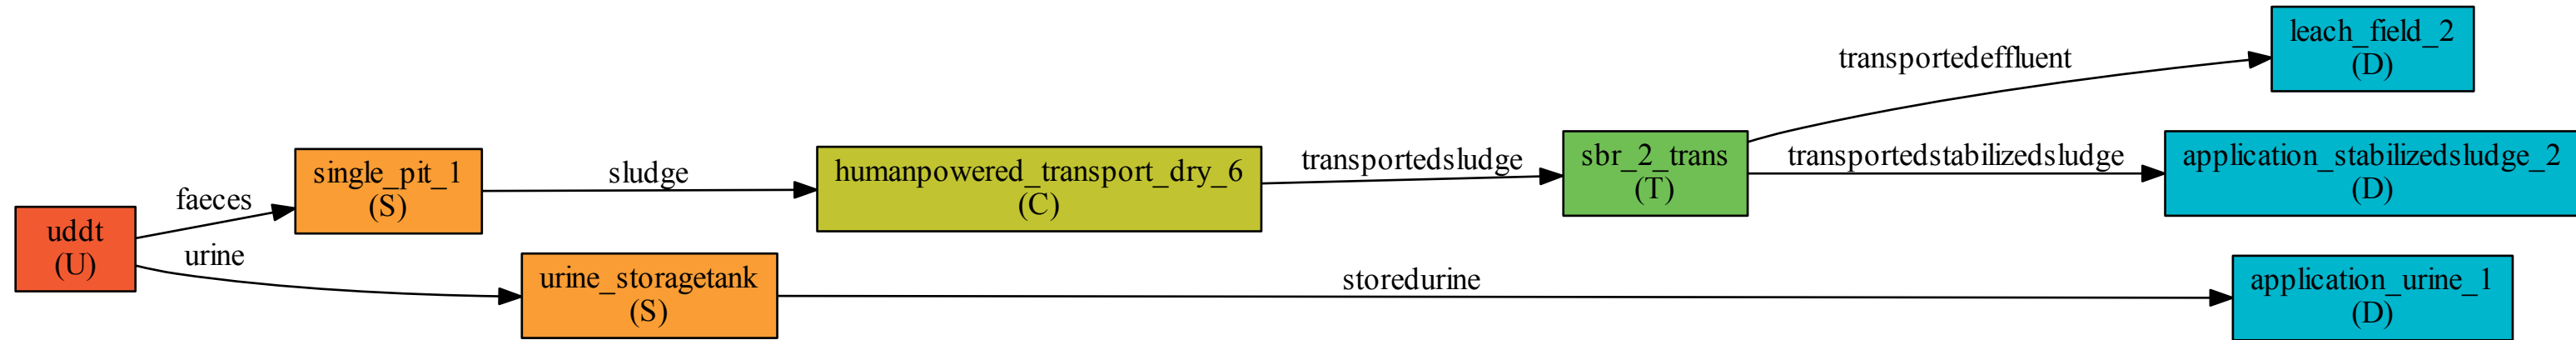 uddt
(U)
faeces
urine
single_pit_1
(S)
urine_storagetank
(S)
sludge
storedurine
humanpowered_transport_dry_6
(C)
transportedsludge
sbr_2_trans
(T)
transportedeffluent
transportedstabilizedsludge
leach_field_2
(D)
application_stabilizedsludge_2
(D)
application_urine_1
(D)